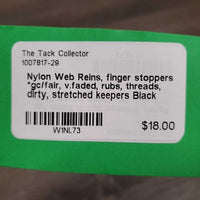 The Tack Collector
1007817-29
Nylon Web Reins, finger stoppers
*gc/fair, v.faded, rubs, threads,
dirty, stretched keepers Black
W1NL73
$18.00